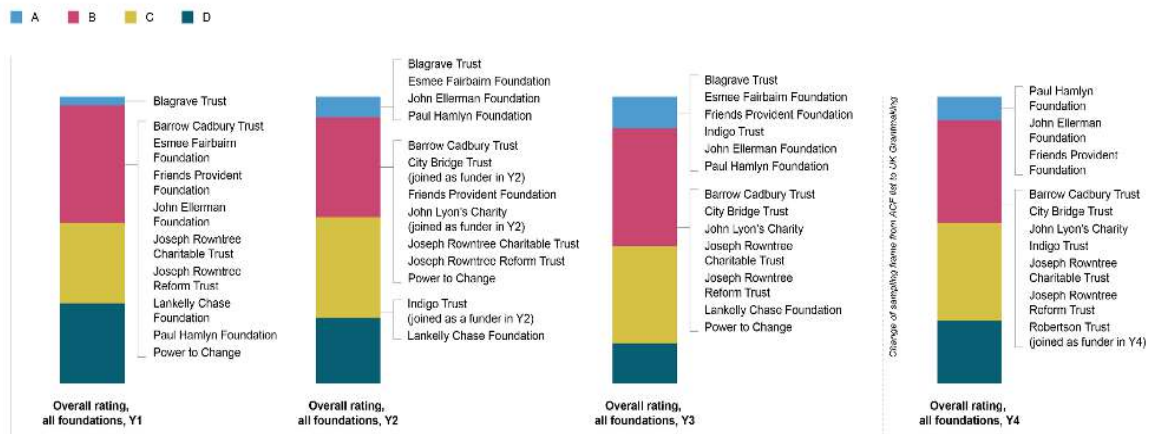 A B C D
Blagrave Trust
Barrow Cadbury Trust
Esmee Fairbairn
Foundation
Friends Provident
Foundation
John Ellerman
Foundation
Joseph Rowntree
Charitable Trust
Joseph Rowntree
Reform Trust
Lankelly Chase
Foundation
Paul Hamlyn Foundation
Power to Change
Overall rating,
all foundations, Y1
Blagrave Trust
Esmee Fairbairn Foundation
John Ellerman Foundation
Paul Hamlyn Foundation
Barrow Cadbury Trust
City Bridge Trust
(joined as funder in Y2)
Friends Provident Foundation
John Lyon's Charity
(joined as funder in Y2)
Joseph Rowntree Charitable Trust
Joseph Rowntree Reform Trust
Power to Change
Indigo Trust
(joined as a funder in Y2)
Lankelly Chase Foundation
Overall rating,
all foundations, Y2
Blagrave Trust
Esmee Fairbairn Foundation
Friends Provident Foundation
Indigo Trust
John Ellerman Foundation
Paul Hamlyn Foundation
Barrow Cadbury Trust
City Bridge Trust
John Lyon's Charity
Joseph Rowntree
Charitable Trust
Joseph Rowntree
Reform Trust
Lankelly Chase Foundation
Power to Change
Overall rating,
all foundations, Y3
Change of sampling frame from ACF list to UK Grantmaking
Paul Hamlyn
Foundation
John Ellerman
Foundation
Friends Provident
Foundation
Barrow Cadbury Trust
City Bridge Trust
John Lyon's Charity
Indigo Trust
Joseph Rowntree
Charitable Trust
Joseph Rowntree
Reform Trust
Robertson Trust
(joined as funder in Y4)
Overall rating,
all foundations, Y4